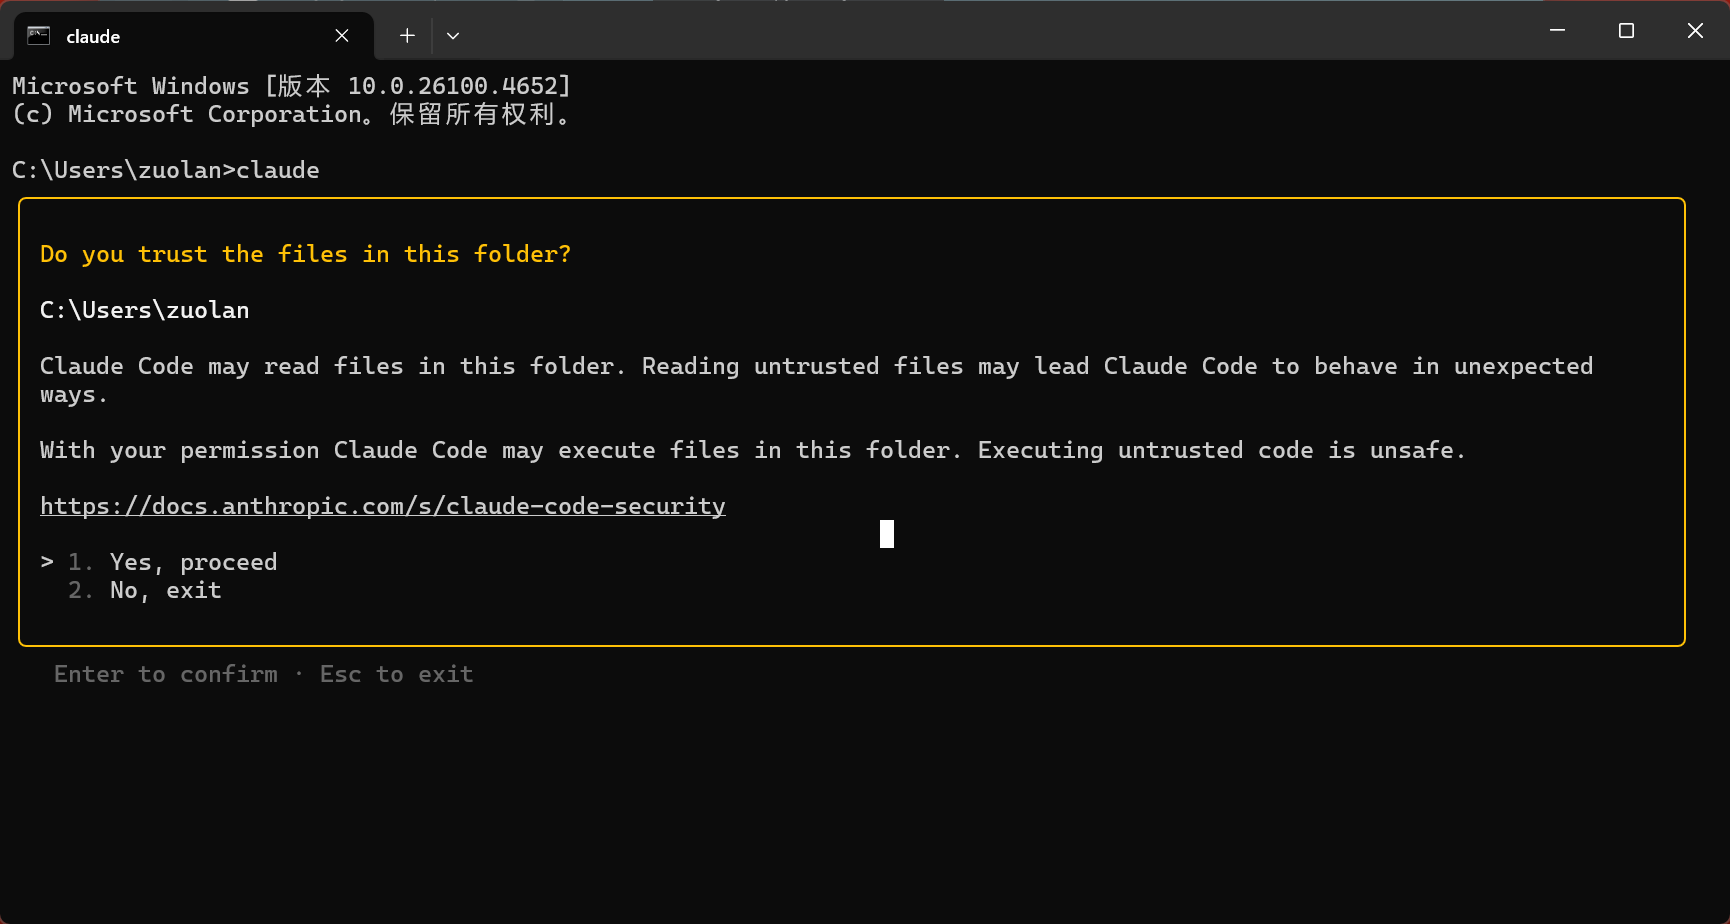 claude
Microsoft Windows [版本 10.0.26100.4652]
(c) Microsoft Corporation。保留所有权利。
C:\Users\zuolan>claude
Do you trust the files in this folder?
C:\Users\zuolan
Claude Code may read files in this folder. Reading untrusted files may lead Claude Code to behave in unexpected
ways.
With your permission Claude Code may execute files in this folder. Executing untrusted code is unsafe.
https://docs.anthropic.com/s/claude-code-security
> 1. Yes, proceed
2. No, exit
Enter to confirm · Esc to exit